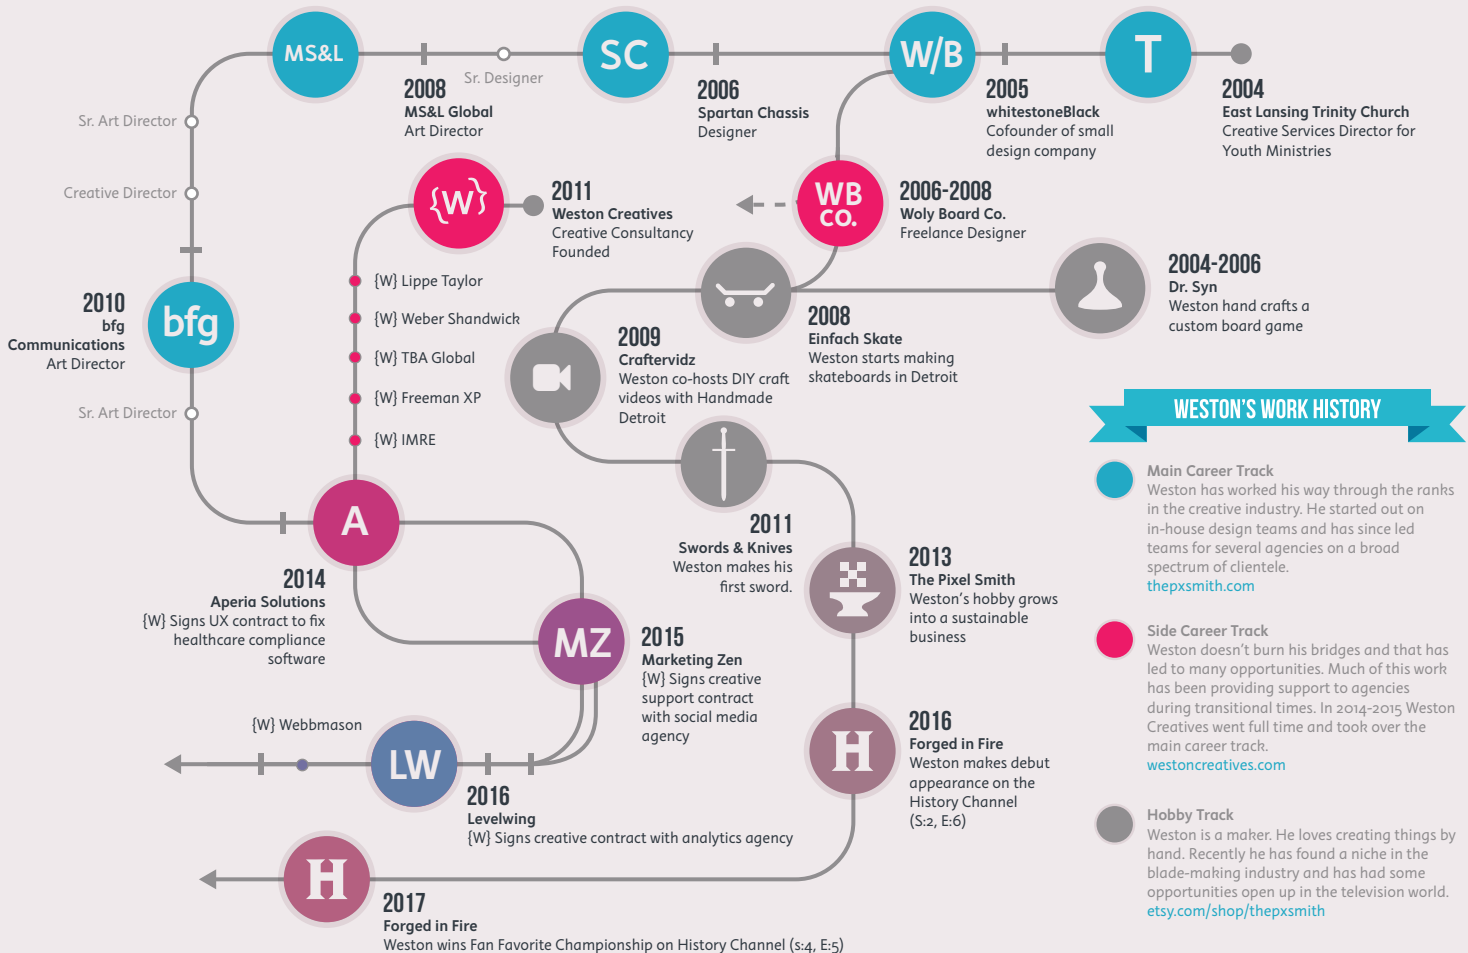 MS&L
SC
W/B
T
2008
MS&L Global
Art Director
Sr. Designer
2006
Spartan Chassis
Designer
2005
whitestoneBlack
Cofounder of small
design company
2004
East Lansing Trinity Church
Creative Services Director for
Youth Ministries
Sr. Art Director
Creative Director
{W}
2011
Weston Creatives
Creative Consultancy
Founded
WB
CO.
2006-2008
Woly Board Co.
Freelance Designer
2004-2006
Dr. Syn
Weston hand crafts a
custom board game
2010
bfg
Communications
Art Director
bfg
{W} Lippe Taylor
{W} Weber Shandwick
{W} TBA Global
{W} Freeman XP
{W} IMRE
2008
Einfach Skate
Weston starts making
skateboards in Detroit
2009
Craftervidz
Weston co-hosts DIY craft
videos with Handmade
Detroit
Sr. Art Director
A
2014
Aperia Solutions
{W} Signs UX contract to fix
healthcare compliance
software
2011
Swords & Knives
Weston makes his
first sword.
2013
The Pixel Smith
Weston's hobby grows
into a sustainable
business
MZ
2015
Marketing Zen
{W} Signs creative
support contract
with social media
agency
{W} Webbmason
LW
2016
Levelwing
{W} Signs creative contract with analytics agency
H
2016
Forged in Fire
Weston makes debut
appearance on the
History Channel
(S:2, E:6)
H
2017
Forged in Fire
Weston wins Fan Favorite Championship on History Channel (s:4, E:5)
WESTON'S WORK HISTORY
Main Career Track
Weston has worked his way through the ranks
in the creative industry. He started out on
in-house design teams and has since led
teams for several agencies on a broad
spectrum of clientele.
thepxsmith.com
Side Career Track
Weston doesn't burn his bridges and that has
led to many opportunities. Much of this work
has been providing support to agencies
during transitional times. In 2014-2015 Weston
Creatives went full time and took over the
main career track.
westoncreatives.com
Hobby Track
Weston is a maker. He loves creating things by
hand. Recently he has found a niche in the
blade-making industry and has had some
opportunities open up in the television world.
etsy.com/shop/thepxsmith